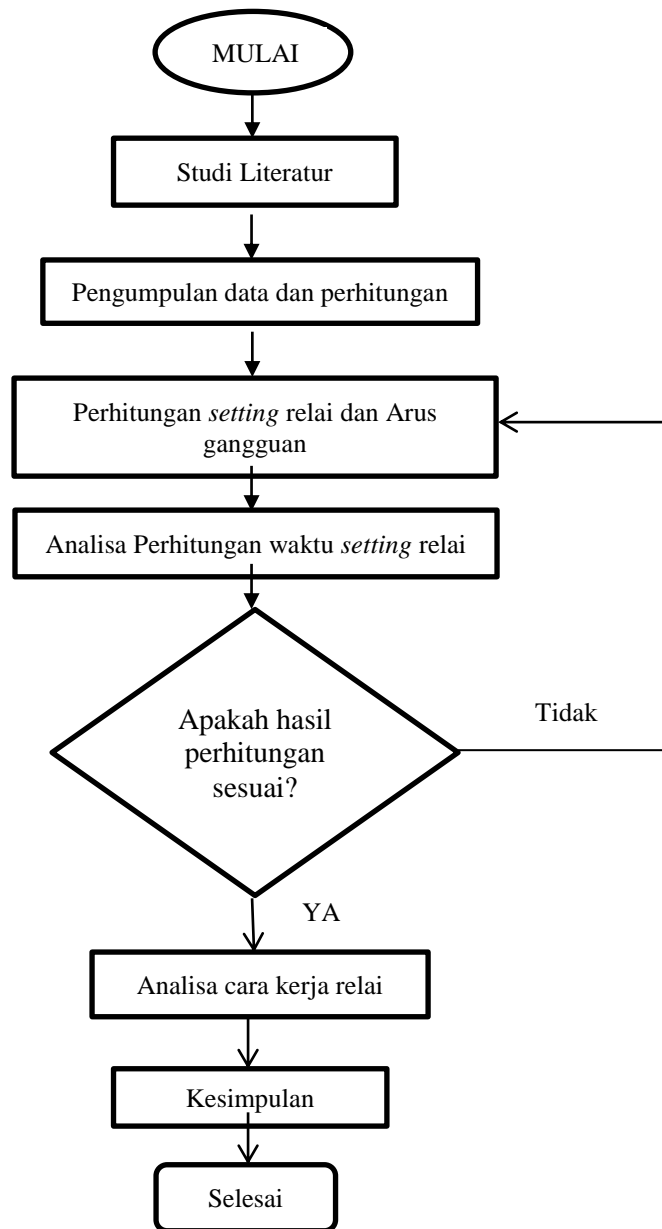 MULAI
Studi Literatur
Pengumpulan data dan perhitungan
Perhitungan setting relai dan Arus
gangguan
Analisa Perhitungan waktu setting relai
Apakah hasil
perhitungan
sesuai?
Tidak
YA
Analisa cara kerja relai
Kesimpulan
Selesai